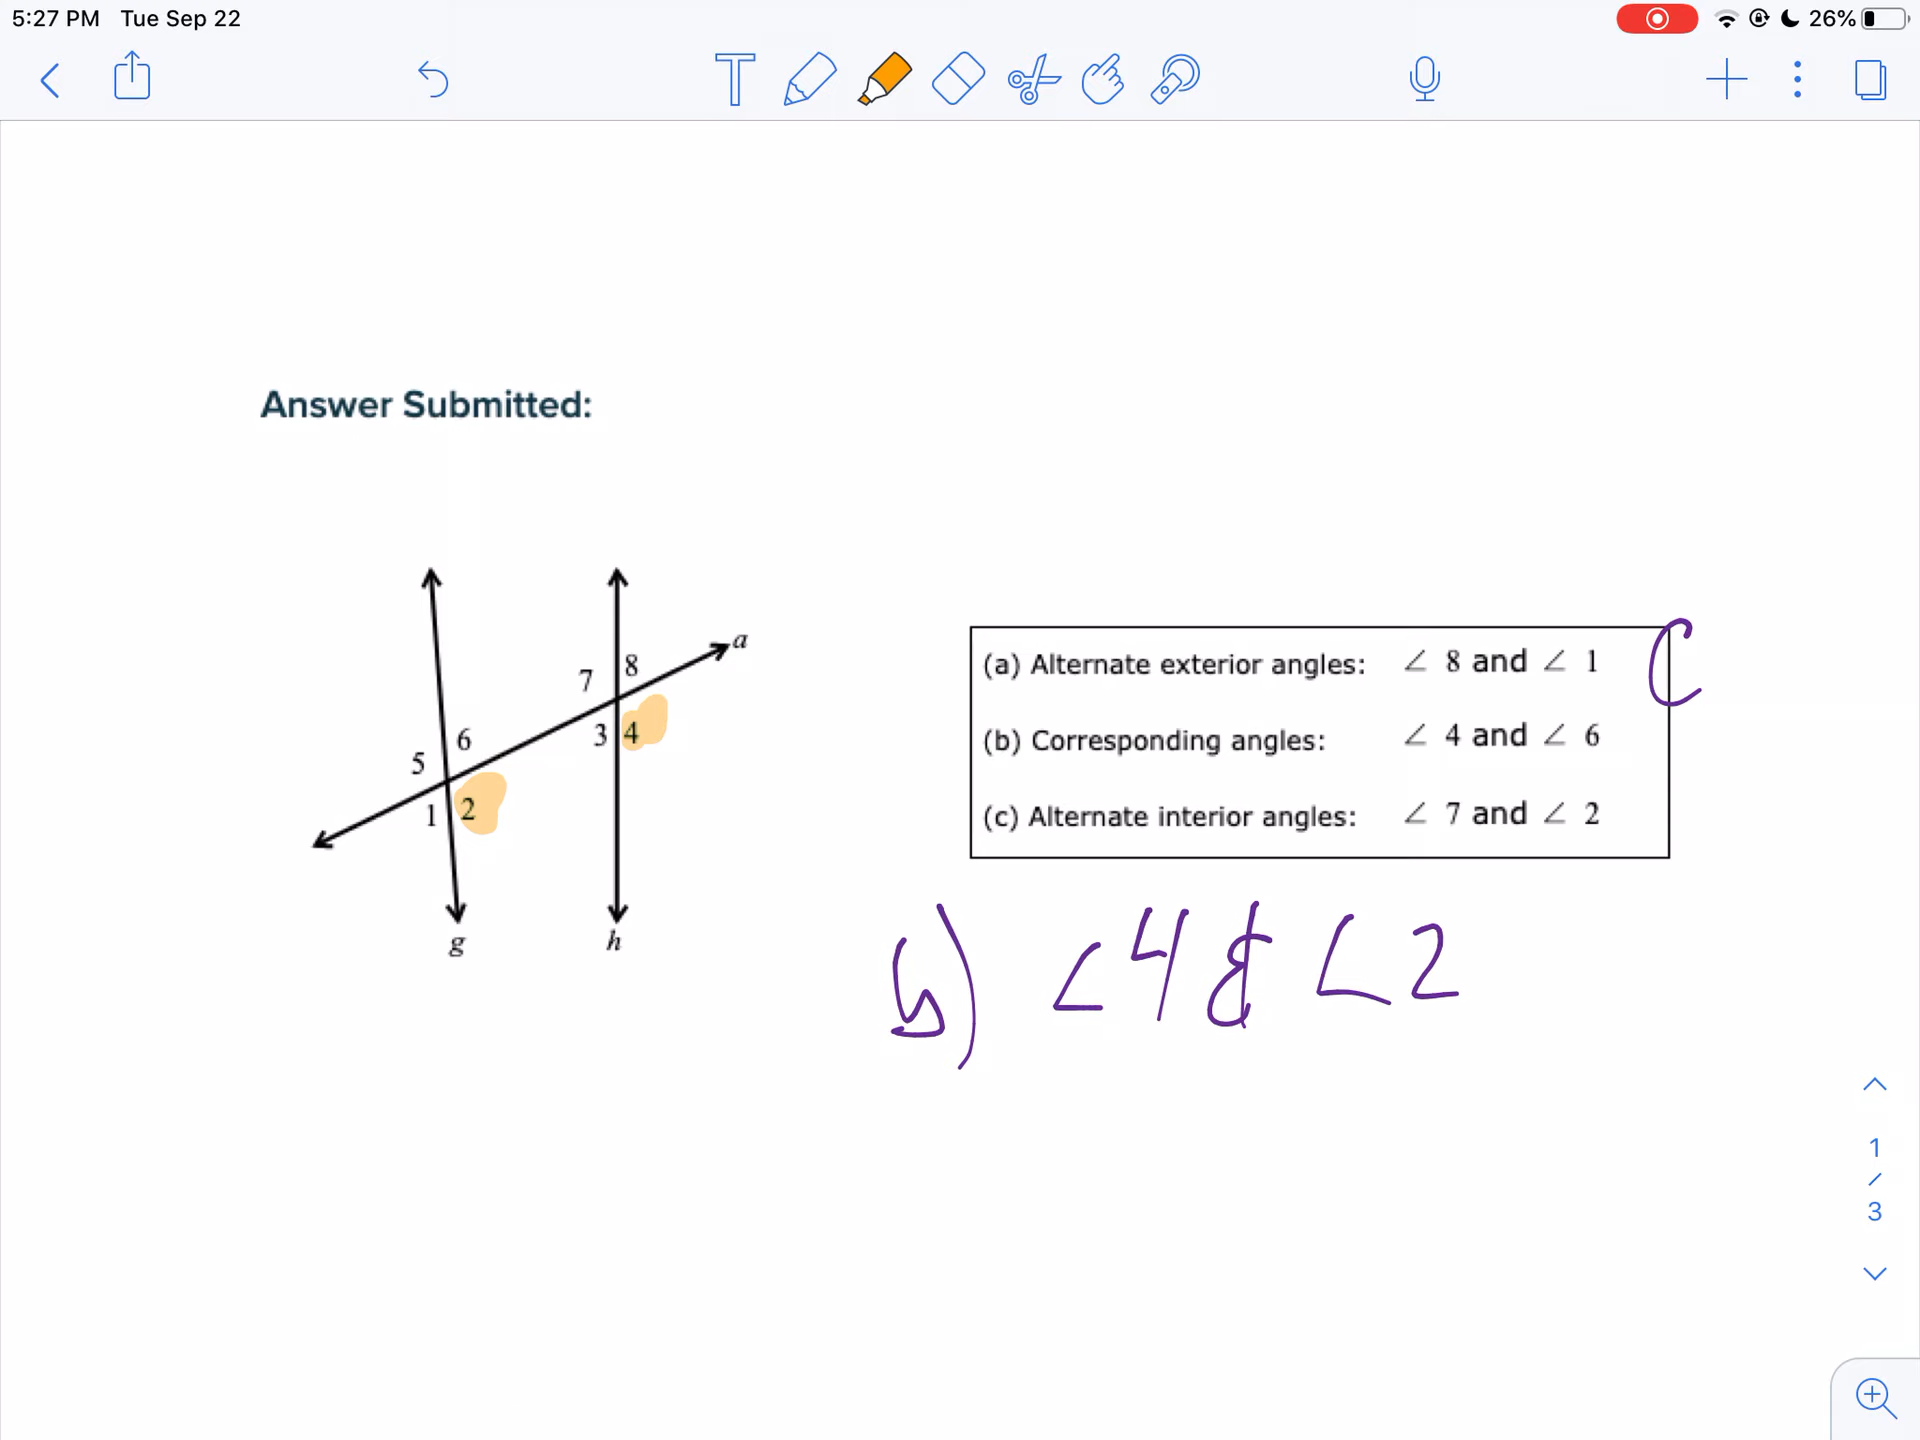 5:27 PM Tue Sep 22
26%
T
Answer Submitted:
a
7 8
3 4
5 6
1 2
g h
(a) Alternate exterior angles: ∠ 8 and ∠ 1
C
(b) Corresponding angles: ∠ 4 and ∠ 6
(c) Alternate interior angles: ∠ 7 and ∠ 2
b) ∠4 & ∠2
1
/
3